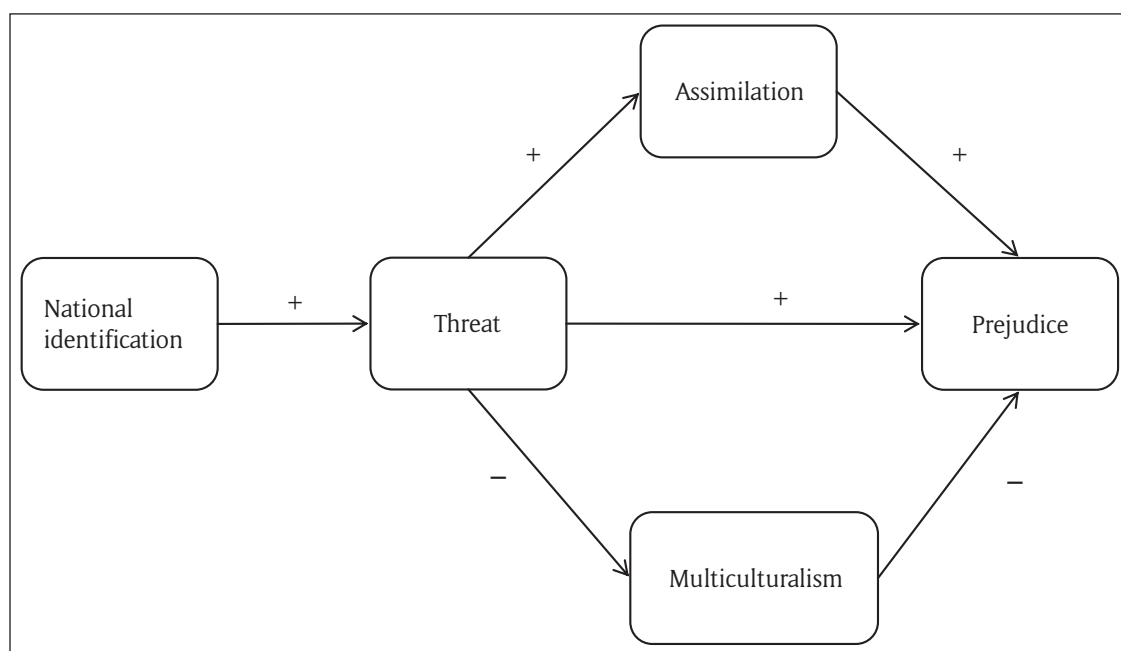 Assimilation
+
+
National
identification
+
Threat
+
Prejudice
−
−
Multiculturalism